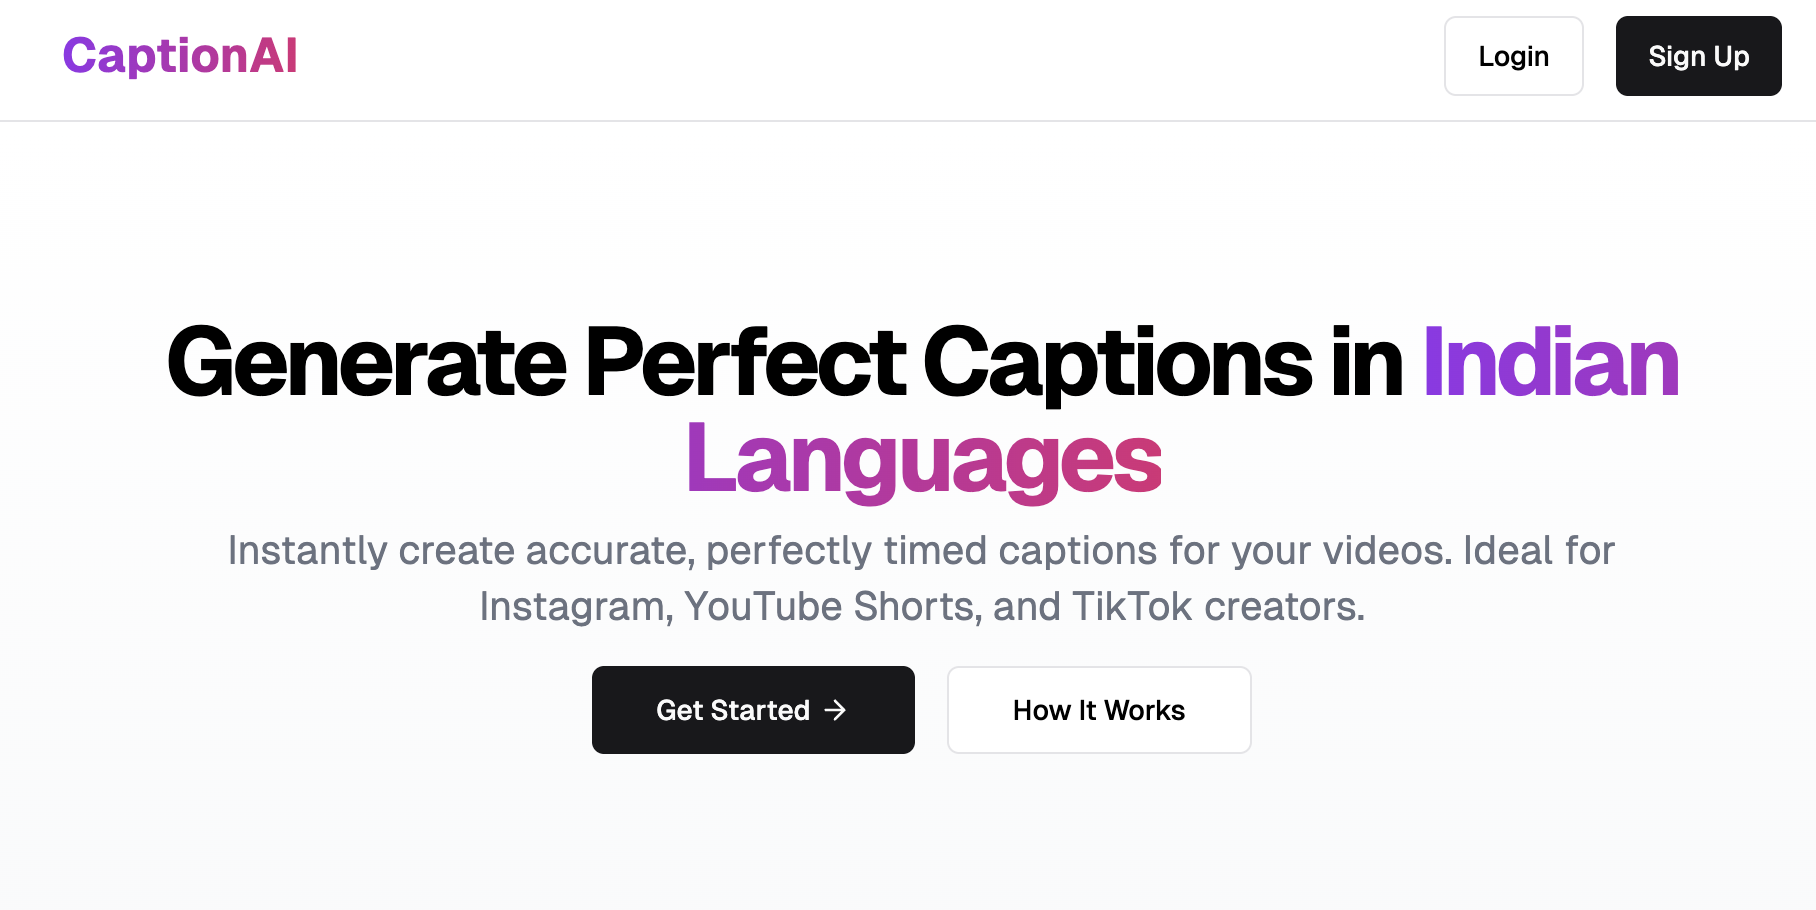 CaptionAI
Login
Sign Up
Generate Perfect Captions in Indian
Languages
Instantly create accurate, perfectly timed captions for your videos. Ideal for
Instagram, YouTube Shorts, and TikTok creators.
Get Started →
How It Works